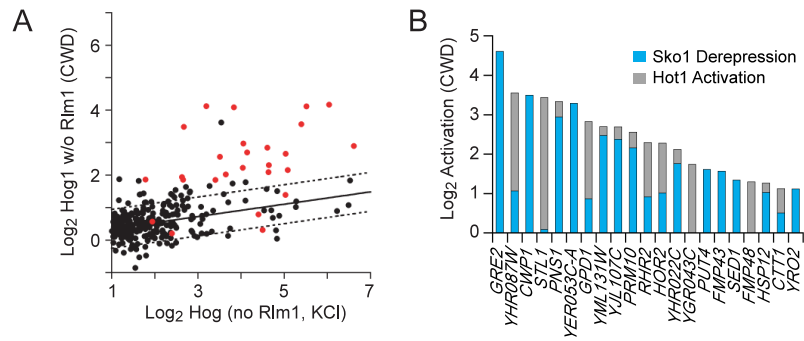 A
Log2 Hog1 w/o Rlm1 (CWD)
6
4
2
0
1
3
5
7
Log2 Hog (no Rlm1, KCl)
B
Log2 Activation (CWD)
5
4
3
2
1
0
Sko1 Derepression
Hot1 Activation
GRE2
YHR087W
CWP1
STL1
PNS1
YER053C-A
GPD1
YML131W
YJL107C
PRM10
RHR2
HOR2
YHR022C
YGR043C
PUT4
FMP43
SED1
FMP48
HSP12
CTT1
YRO2